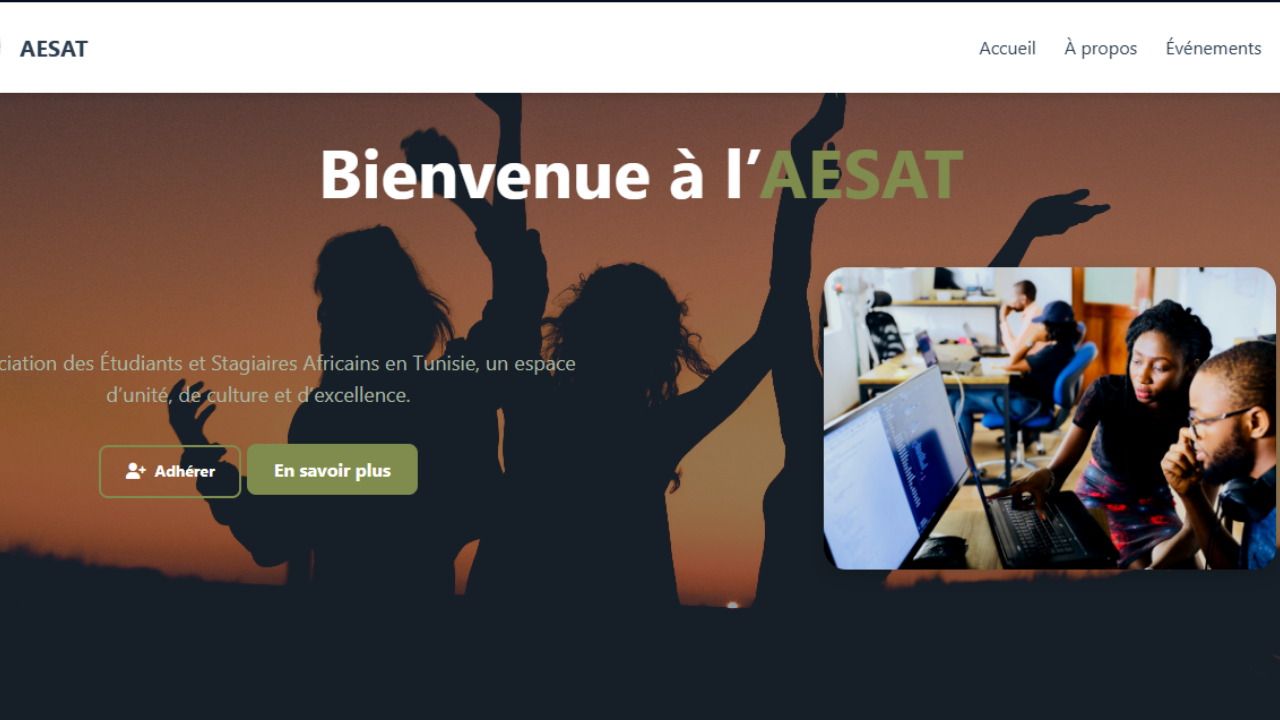 AESAT
Accueil À propos Événements
Bienvenue à l’AESAT
des Étudiants et Stagiaires Africains en Tunisie, un espace
d’unité, de culture et d’excellence.
Adhérer En savoir plus